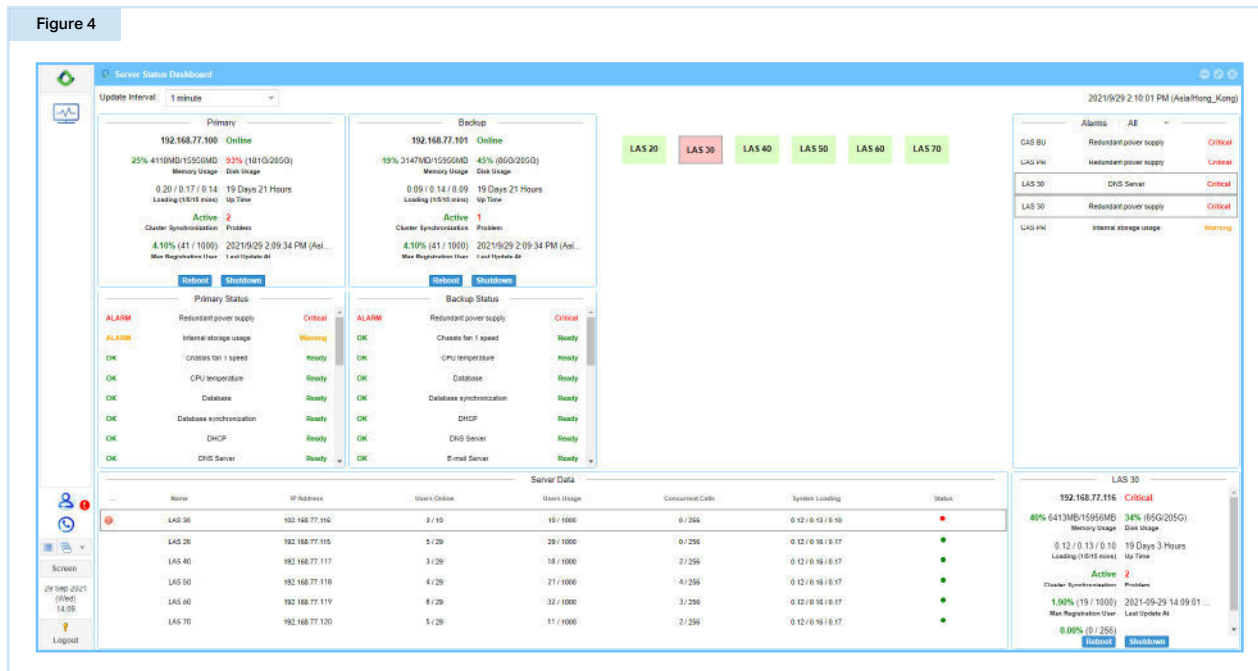 Figure 4
Server Status Dashboard
Update Interval: 1 minute
2021/9/29 2:10:01 PM (Asia/Hong_Kong)
Primary
192.168.77.100 Online
25% 4110MB/15956MB 93% (181G/205G)
Memory Usage Disk Usage
0.20 / 0.17 / 0.14 19 Days 21 Hours
Loading (1/5/15 mins) Up Time
Active 2
Cluster Synchronization Problem
4.10% (41 / 1000) 2021/9/29 2:09:34 PM (Asi...
Max Registration User Last Update At
Reboot Shutdown
Backup
192.168.77.101 Online
19% 3147MB/15956MB 45% (86G/205G)
Memory Usage Disk Usage
0.09 / 0.14 / 0.09 19 Days 21 Hours
Loading (1/5/15 mins) Up Time
Active 1
Cluster Synchronization Problem
4.10% (41 / 1000) 2021/9/29 2:09:34 PM (Asi...
Max Registration User Last Update At
Reboot Shutdown
LAS 20 LAS 30 LAS 40 LAS 50 LAS 60 LAS 70
Alarms All
CAS BU Redundant power supply Critical
CAS PR Redundant power supply Critical
LAS 30 DNS Server Critical
LAS 30 Redundant power supply Critical
CAS PR Internal storage usage Warning
Primary Status
ALARM Redundant power supply Critical
ALARM Internal storage usage Warning
OK Chassis fan 1 speed Ready
OK CPU temperature Ready
OK Database Ready
OK Database synchronization Ready
OK DHCP Ready
OK DNS Server Ready
Backup Status
ALARM Redundant power supply Critical
OK Chassis fan 1 speed Ready
OK CPU temperature Ready
OK Database Ready
OK Database synchronization Ready
OK DHCP Ready
OK DNS Server Ready
OK E-mail Server Ready
Server Data
... Name IP Address Users Online Users Usage Concurrent Calls System Loading Status
LAS 30 192.168.77.116 3 / 19 19 / 1000 0 / 256 0.12 / 0.13 / 0.10
LAS 20 192.168.77.115 5 / 29 29 / 1000 0 / 256 0.12 / 0.16 / 0.17
LAS 40 192.168.77.117 3 / 29 18 / 1000 2 / 256 0.12 / 0.16 / 0.17
LAS 50 192.168.77.118 4 / 29 21 / 1000 4 / 256 0.12 / 0.16 / 0.17
LAS 60 192.168.77.119 8 / 29 32 / 1000 3 / 256 0.12 / 0.16 / 0.17
LAS 70 192.168.77.120 5 / 29 11 / 1000 2 / 256 0.12 / 0.16 / 0.17
LAS 30
192.168.77.116 Critical
40% 6413MB/15956MB 34% (65G/205G)
Memory Usage Disk Usage
0.12 / 0.13 / 0.10 19 Days 3 Hours
Loading (1/5/15 mins) Up Time
Active 2
Cluster Synchronization Problem
1.90% (19 / 1000) 2021-09-29 14:09:01 ...
Max Registration User Last Update At
0.00% (0 / 256)
Reboot Shutdown
Screen
29 Sep 2021
(Wed)
14:09
Logout